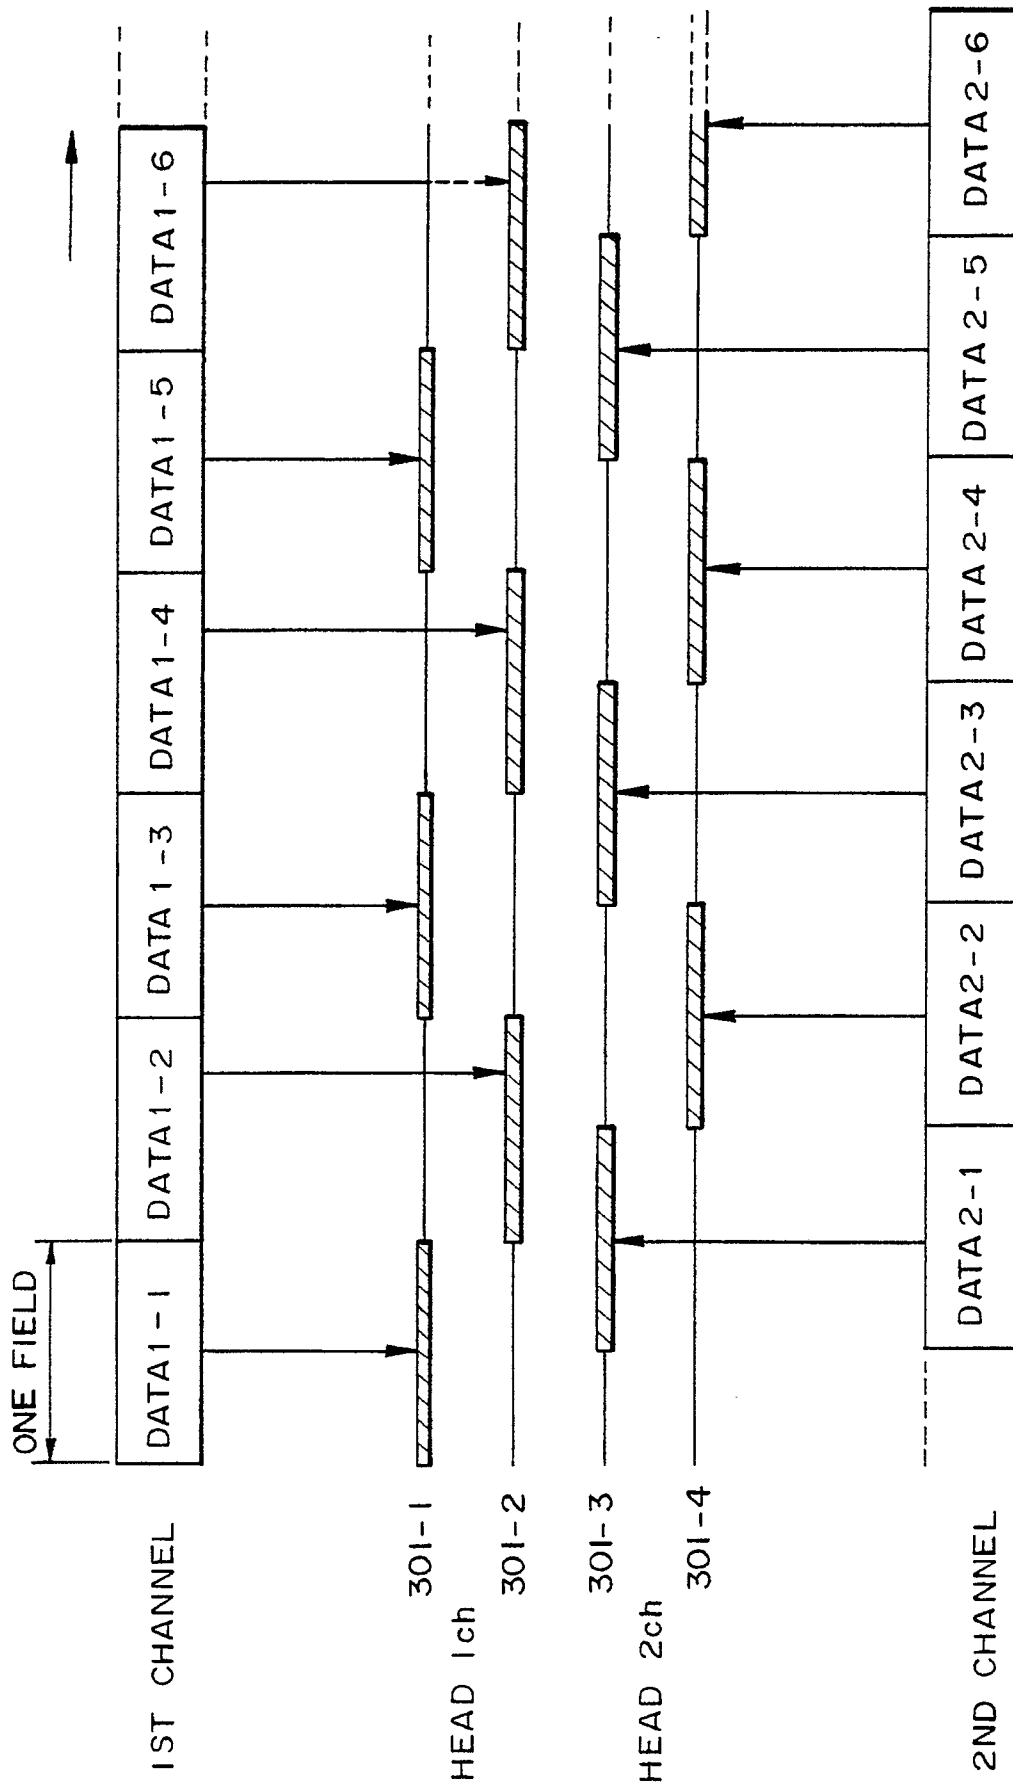 ONE FIELD
1ST CHANNEL
DATA1-1
DATA1-2
DATA1-3
DATA1-4
DATA1-5
DATA1-6
301-1
HEAD 1ch
301-2
301-3
HEAD 2ch
301-4
2ND CHANNEL
DATA2-1
DATA2-2
DATA2-3
DATA2-4
DATA2-5
DATA2-6